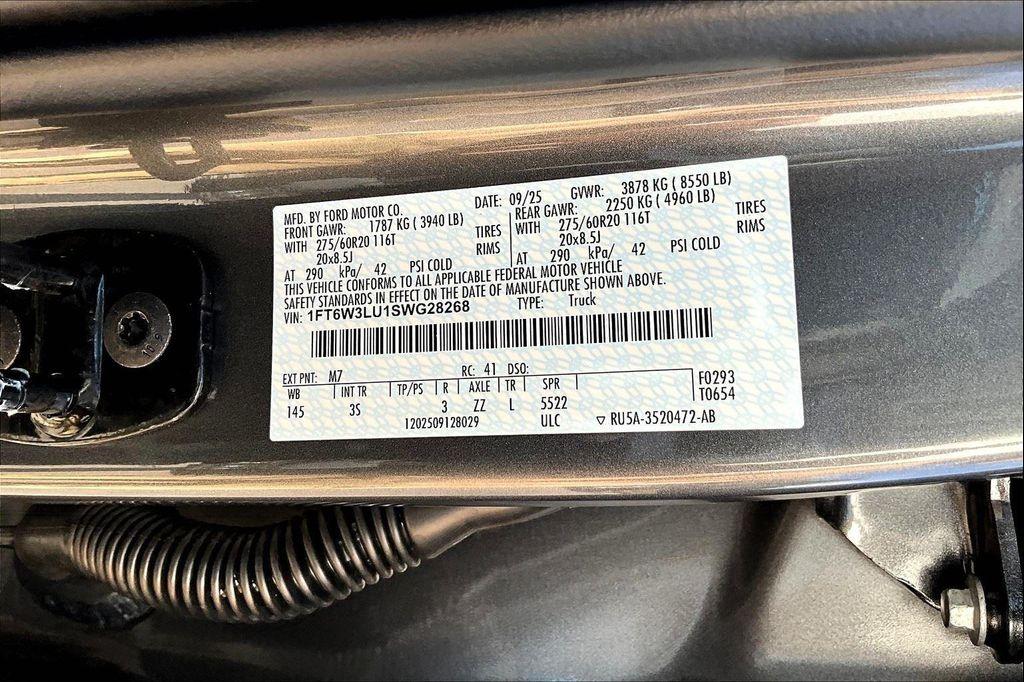 MFD. BY FORD MOTOR CO. DATE: 09/25 GVWR: 3878 KG ( 8550 LB)
FRONT GAWR: 1787 KG ( 3940 LB) REAR GAWR: 2250 KG ( 4960 LB)
WITH 275/60R20 116T TIRES WITH 275/60R20 116T TIRES
20x8.5J RIMS 20x8.5J RIMS
AT 290 kPa/ 42 PSI COLD AT 290 kPa/ 42 PSI COLD
THIS VEHICLE CONFORMS TO ALL APPLICABLE FEDERAL MOTOR VEHICLE
SAFETY STANDARDS IN EFFECT ON THE DATE OF MANUFACTURE SHOWN ABOVE.
VIN: 1FT6W3LU1SWG28268 TYPE: Truck
EXT PNT: M7 RC: 41 DSO:
WB INT TR TP/PS R AXLE TR SPR F0293
145 3S 3 ZZ L 5522 T0654
1202509128029 ULC ▽ RU5A-3520472-AB
10.9